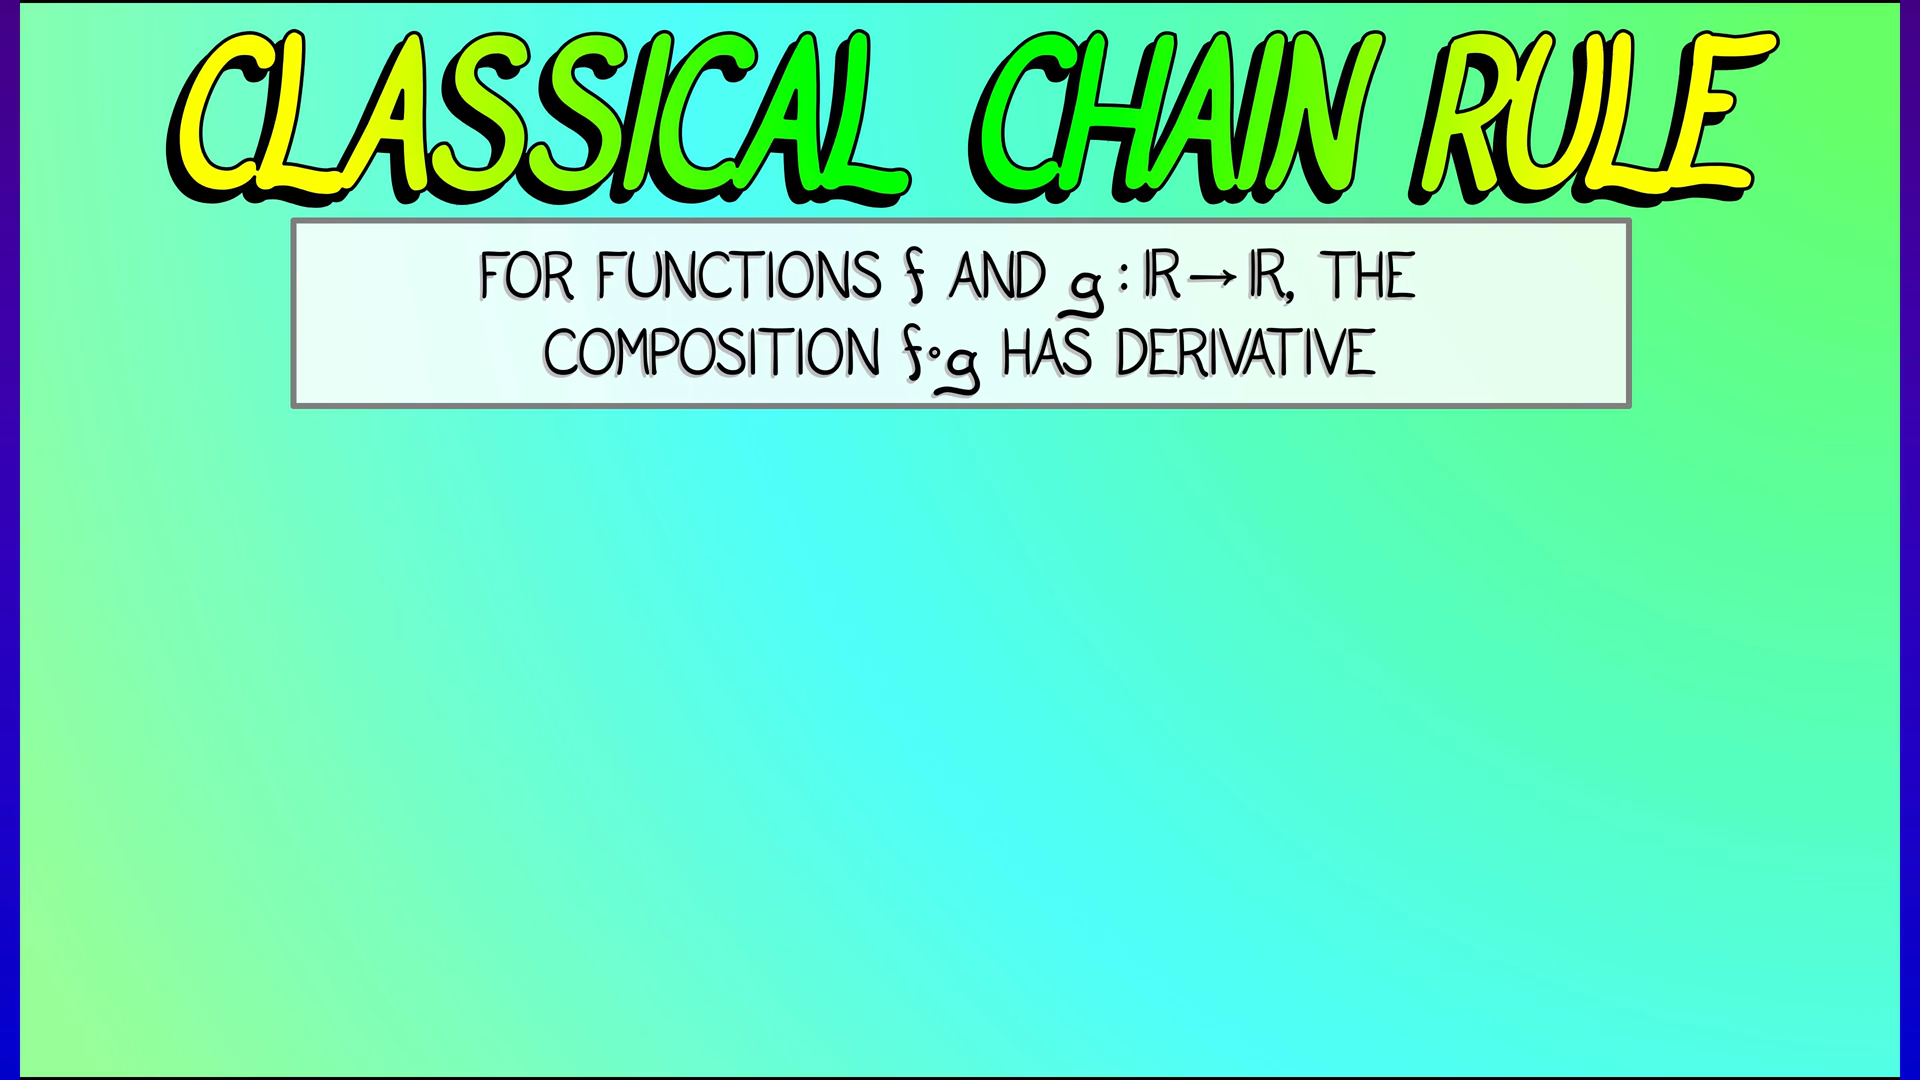 CLASSICAL CHAIN RULE
FOR FUNCTIONS f AND g : ℝ→ℝ, THE
COMPOSITION f∘g HAS DERIVATIVE